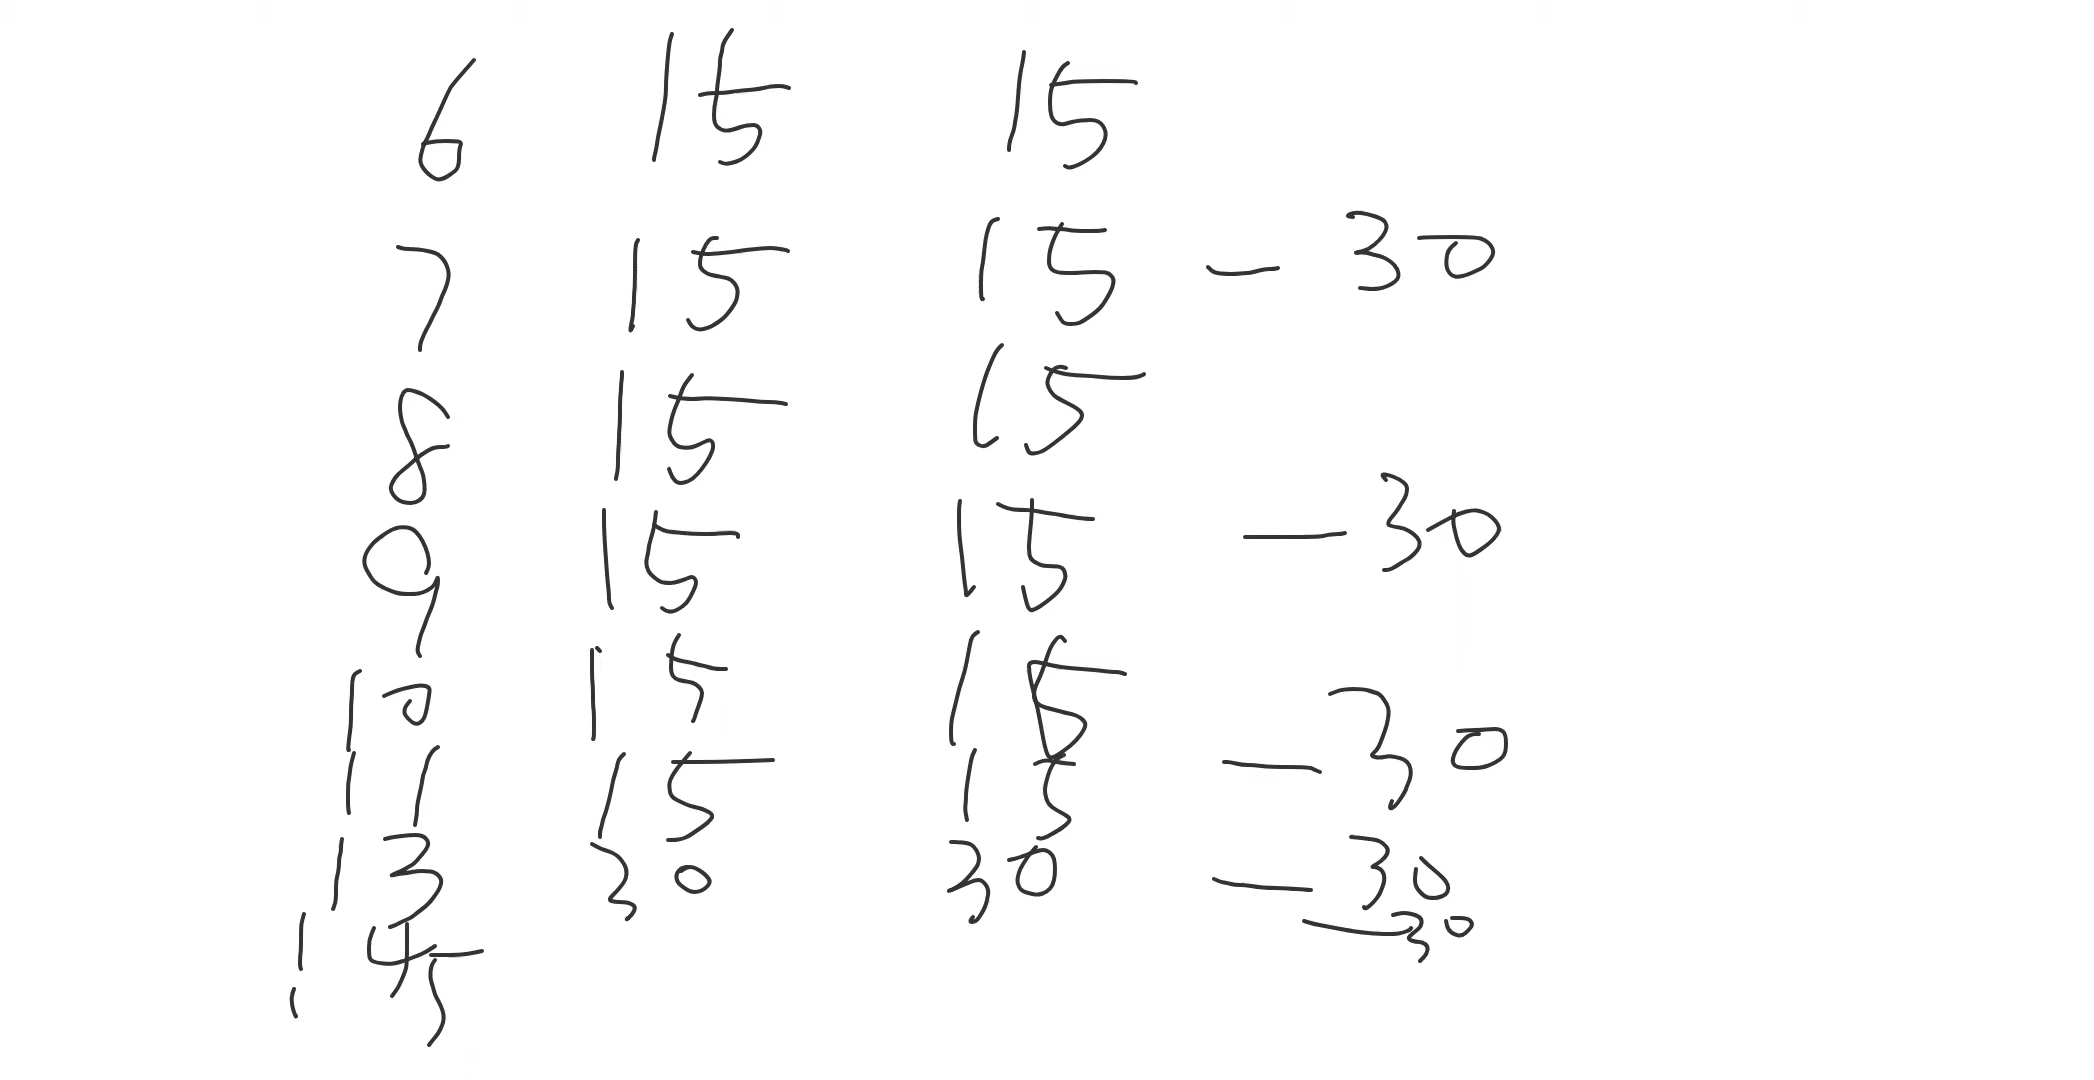 6 15 15
7 15 15 — 30
8 15 15
9 15 15 — 30
10 15 15
11 15 15 — 30
13 30 30 — 30
14 — 30
15